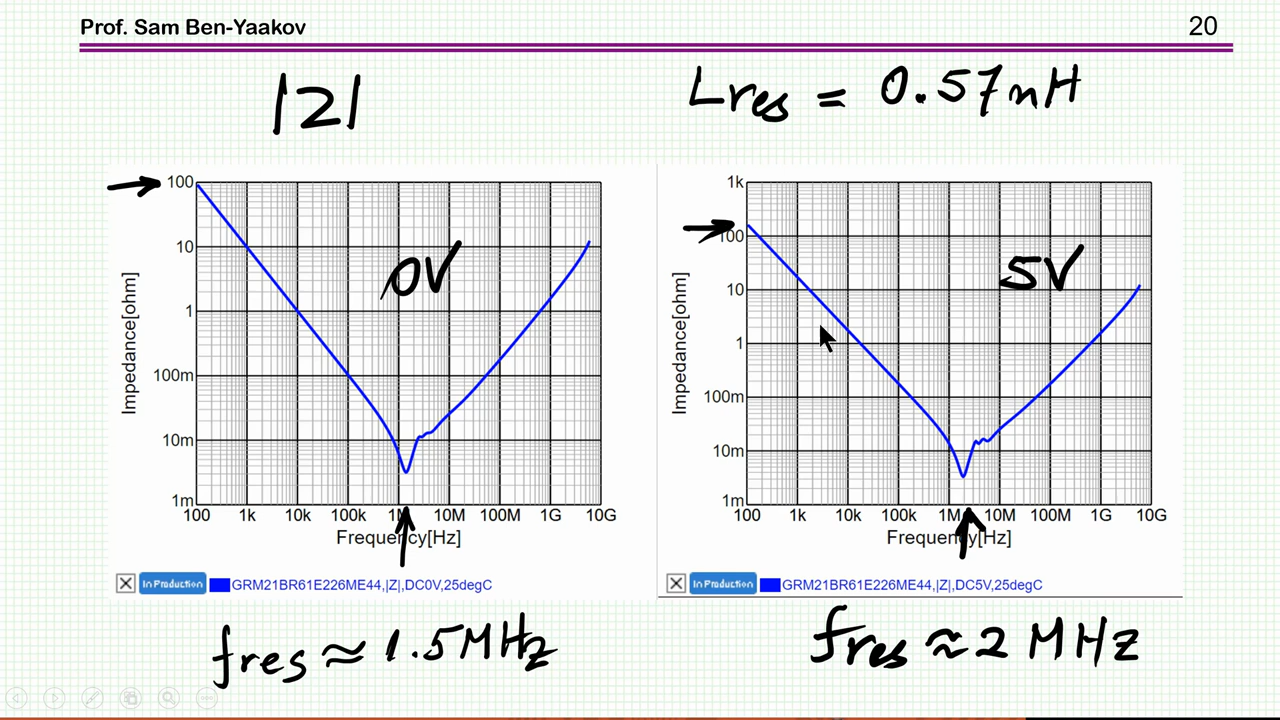 Prof. Sam Ben-Yaakov
20
|Z|
Lres = 0.57nH
100
10
1
100m
10m
1m
Impedance[ohm]
0V
100 1k 10k 100k 1M 10M 100M 1G 10G
Frequency[Hz]
In Production GRM21BR61E226ME44,|Z|,DC0V,25degC
1k
100
10
1
100m
10m
1m
Impedance[ohm]
5V
100 1k 10k 100k 1M 10M 100M 1G 10G
Frequency[Hz]
In Production GRM21BR61E226ME44,|Z|,DC5V,25degC
fres ≈ 1.5MHz
fres ≈ 2 MHz